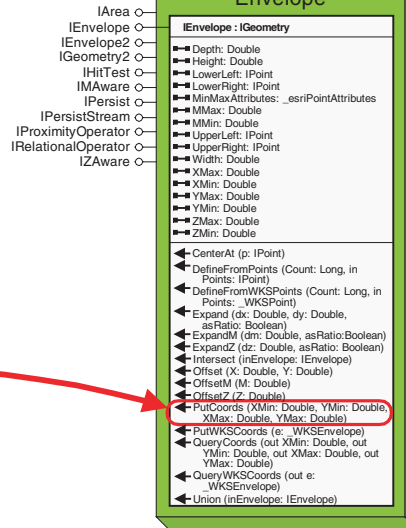 Envelope
IArea
IEnvelope
IEnvelope2
IGeometry2
IHitTest
IMAware
IPersist
IPersistStream
IProximityOperator
IRelationalOperator
IZAware
IEnvelope : IGeometry
Depth: Double
Height: Double
LowerLeft: IPoint
LowerRight: IPoint
MinMaxAttributes: _esriPointAttributes
MMax: Double
MMin: Double
UpperLeft: IPoint
UpperRight: IPoint
Width: Double
XMax: Double
XMin: Double
YMax: Double
YMin: Double
ZMax: Double
ZMin: Double
CenterAt (p: IPoint)
DefineFromPoints (Count: Long, in
Points: IPoint)
DefineFromWKSPoints (Count: Long, in
Points: _WKSPoint)
Expand (dx: Double, dy: Double,
asRatio: Boolean)
ExpandM (dm: Double, asRatio:Boolean)
ExpandZ (dz: Double, asRatio: Boolean)
Intersect (inEnvelope: IEnvelope)
Offset (X: Double, Y: Double)
OffsetM (M: Double)
OffsetZ (Z: Double)
PutCoords (XMin: Double, YMin: Double,
XMax: Double, YMax: Double)
PutWKSCoords (e: _WKSEnvelope)
QueryCoords (out XMin: Double, out
YMin: Double, out XMax: Double, out
YMax: Double)
QueryWKSCoords (out e:
_WKSEnvelope)
Union (inEnvelope: IEnvelope)